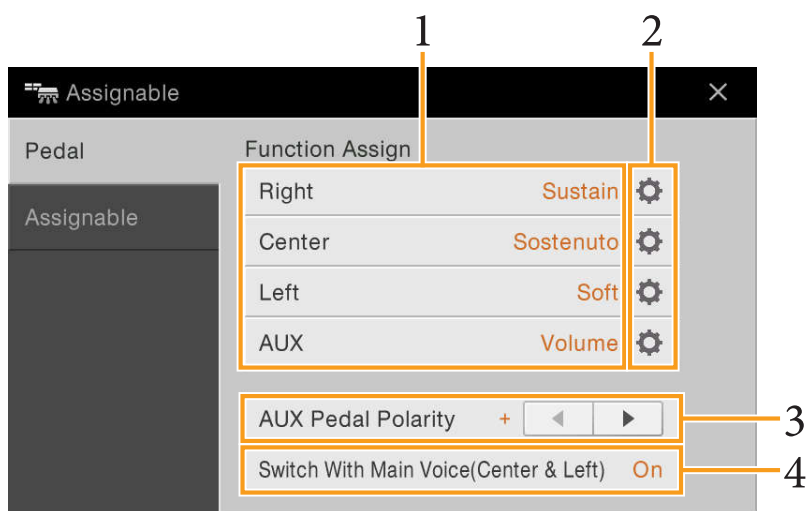 1 2
Assignable
Pedal
Function Assign
Right Sustain
Assignable
Center Sostenuto
Left Soft
AUX Volume
AUX Pedal Polarity +
3
Switch With Main Voice(Center & Left) On
4